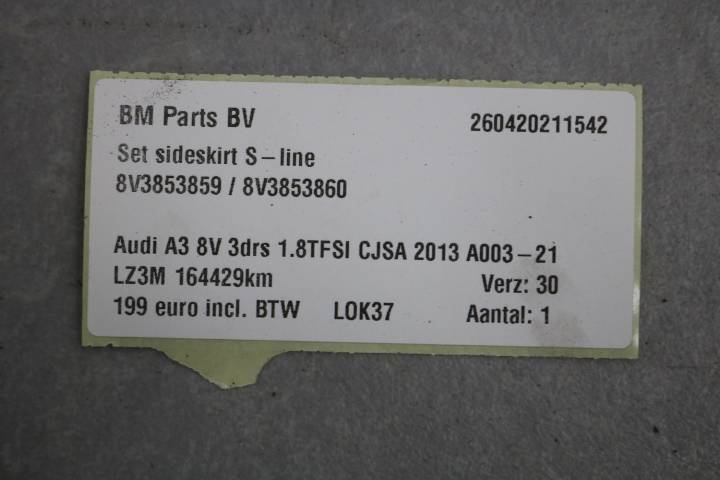 BM Parts BV 260420211542
Set sideskirt S-line
8V3853859 / 8V3853860
Audi A3 8V 3drs 1.8TFSI CJSA 2013 A003-21
LZ3M 164429km Verz: 30
199 euro incl. BTW LOK37 Aantal: 1